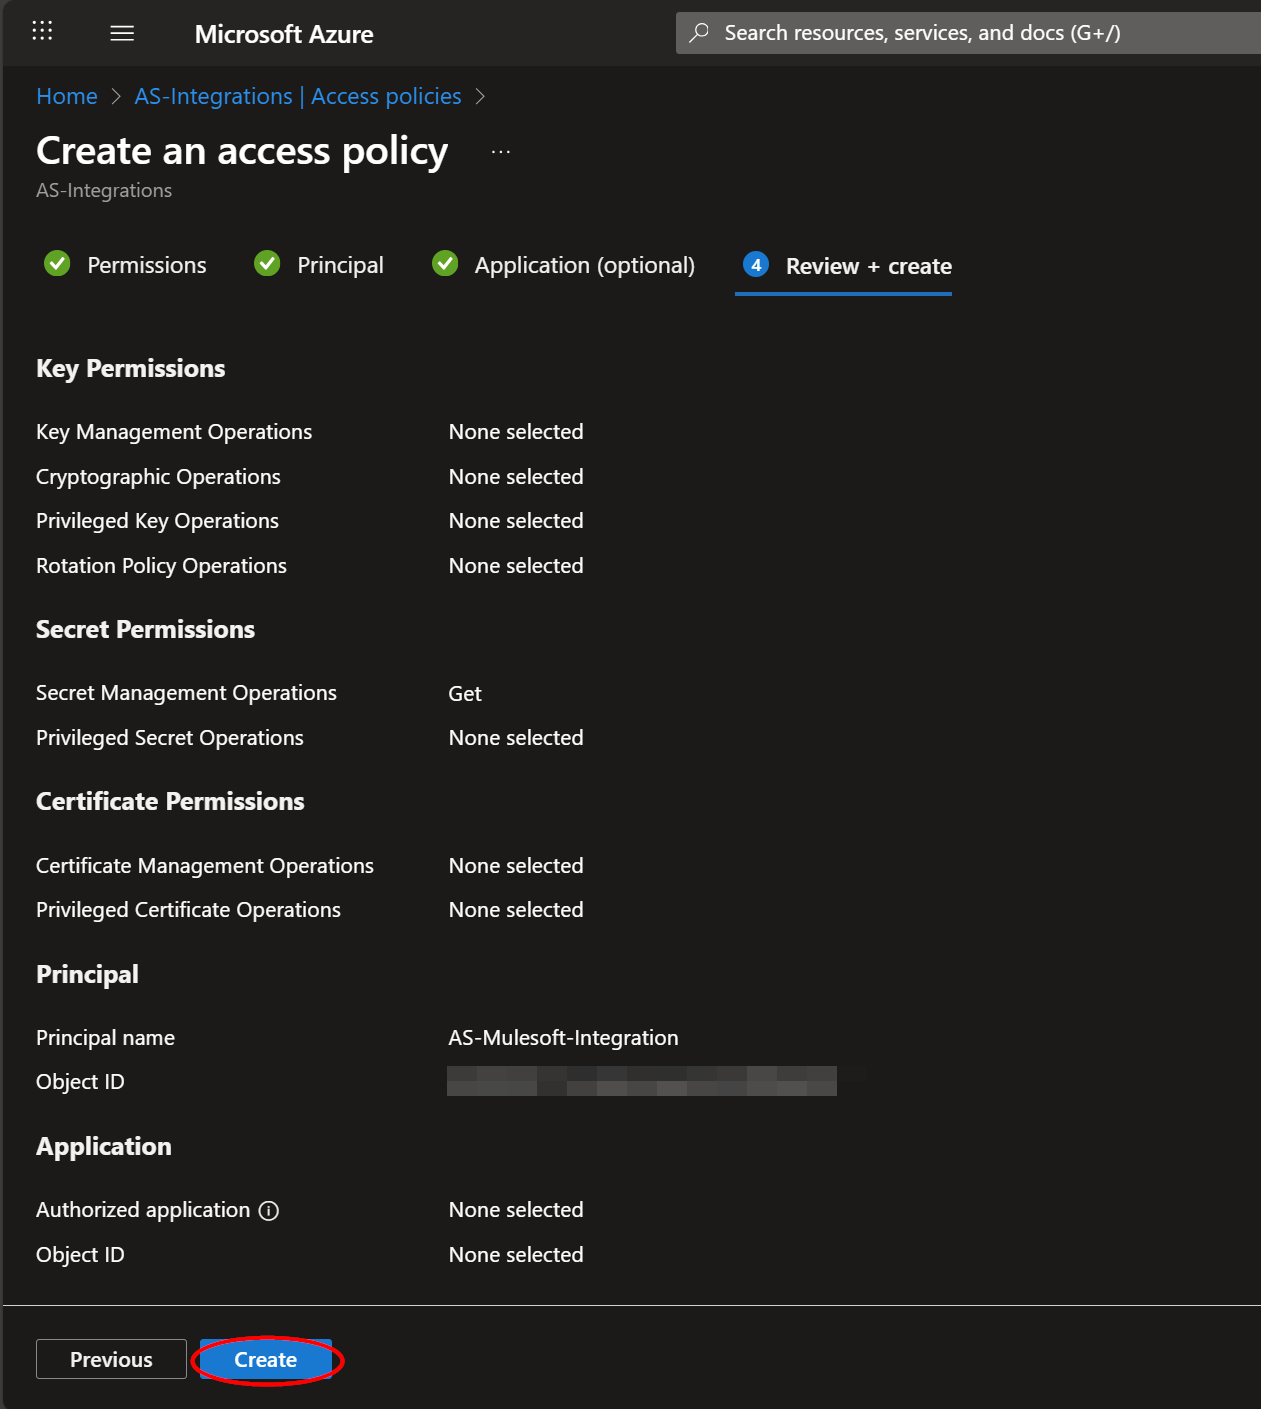 Microsoft Azure
Search resources, services, and docs (G+/)
Home > AS-Integrations | Access policies >
Create an access policy ...
AS-Integrations
Permissions
Principal
Application (optional)
4 Review + create
Key Permissions
Key Management Operations None selected
Cryptographic Operations None selected
Privileged Key Operations None selected
Rotation Policy Operations None selected
Secret Permissions
Secret Management Operations Get
Privileged Secret Operations None selected
Certificate Permissions
Certificate Management Operations None selected
Privileged Certificate Operations None selected
Principal
Principal name AS-Mulesoft-Integration
Object ID
Application
Authorized application None selected
Object ID None selected
Previous Create